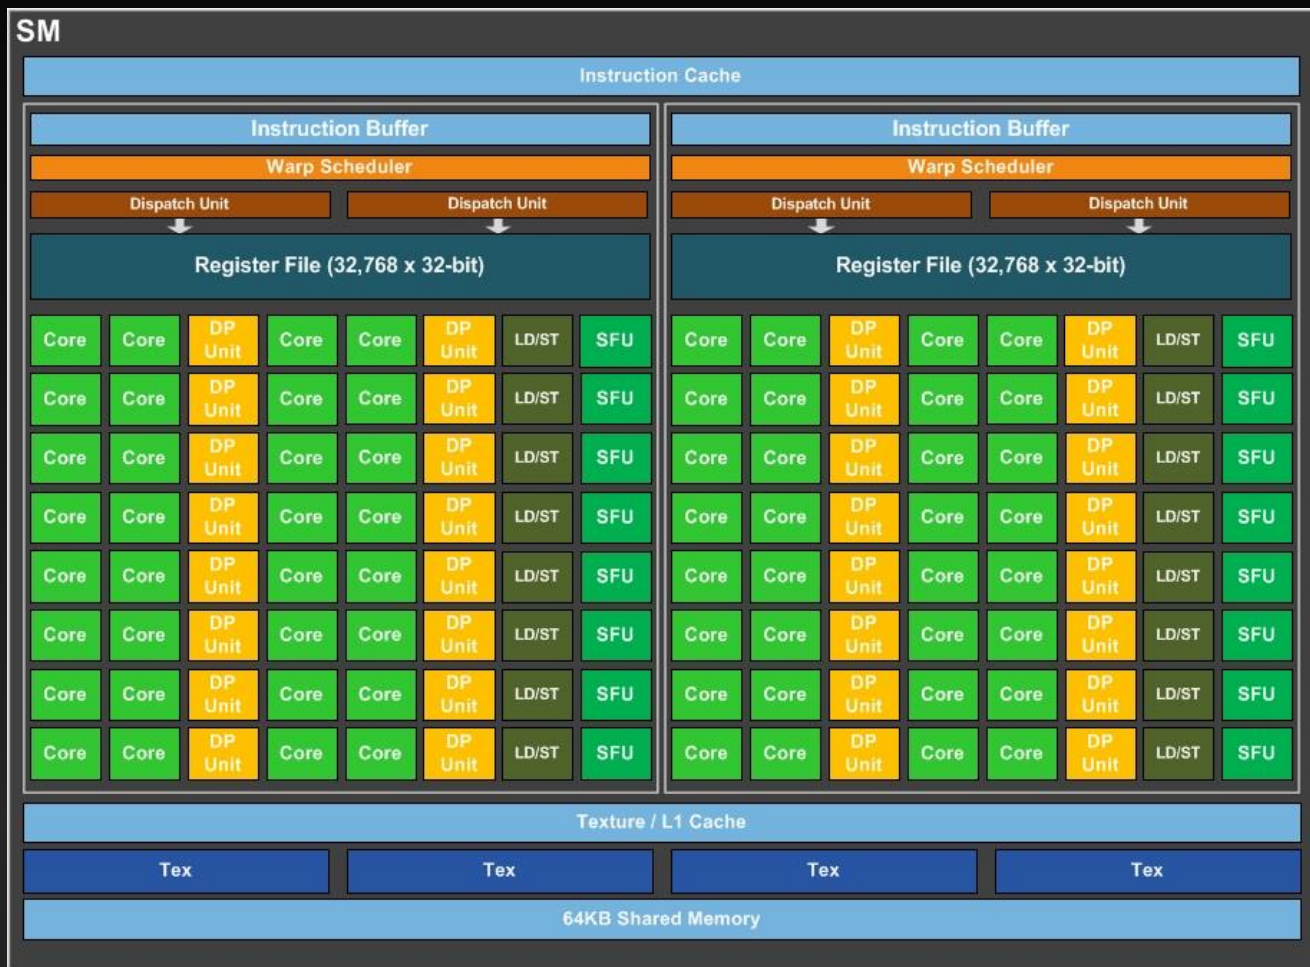 SM
Instruction Cache
Instruction Buffer Instruction Buffer
Warp Scheduler Warp Scheduler
Dispatch Unit Dispatch Unit Dispatch Unit Dispatch Unit
Register File (32,768 x 32-bit) Register File (32,768 x 32-bit)
Core Core DP Unit Core Core DP Unit LD/ST SFU Core Core DP Unit Core Core DP Unit LD/ST SFU
Core Core DP Unit Core Core DP Unit LD/ST SFU Core Core DP Unit Core Core DP Unit LD/ST SFU
Core Core DP Unit Core Core DP Unit LD/ST SFU Core Core DP Unit Core Core DP Unit LD/ST SFU
Core Core DP Unit Core Core DP Unit LD/ST SFU Core Core DP Unit Core Core DP Unit LD/ST SFU
Core Core DP Unit Core Core DP Unit LD/ST SFU Core Core DP Unit Core Core DP Unit LD/ST SFU
Core Core DP Unit Core Core DP Unit LD/ST SFU Core Core DP Unit Core Core DP Unit LD/ST SFU
Core Core DP Unit Core Core DP Unit LD/ST SFU Core Core DP Unit Core Core DP Unit LD/ST SFU
Core Core DP Unit Core Core DP Unit LD/ST SFU Core Core DP Unit Core Core DP Unit LD/ST SFU
Texture / L1 Cache
Tex Tex Tex Tex
64KB Shared Memory